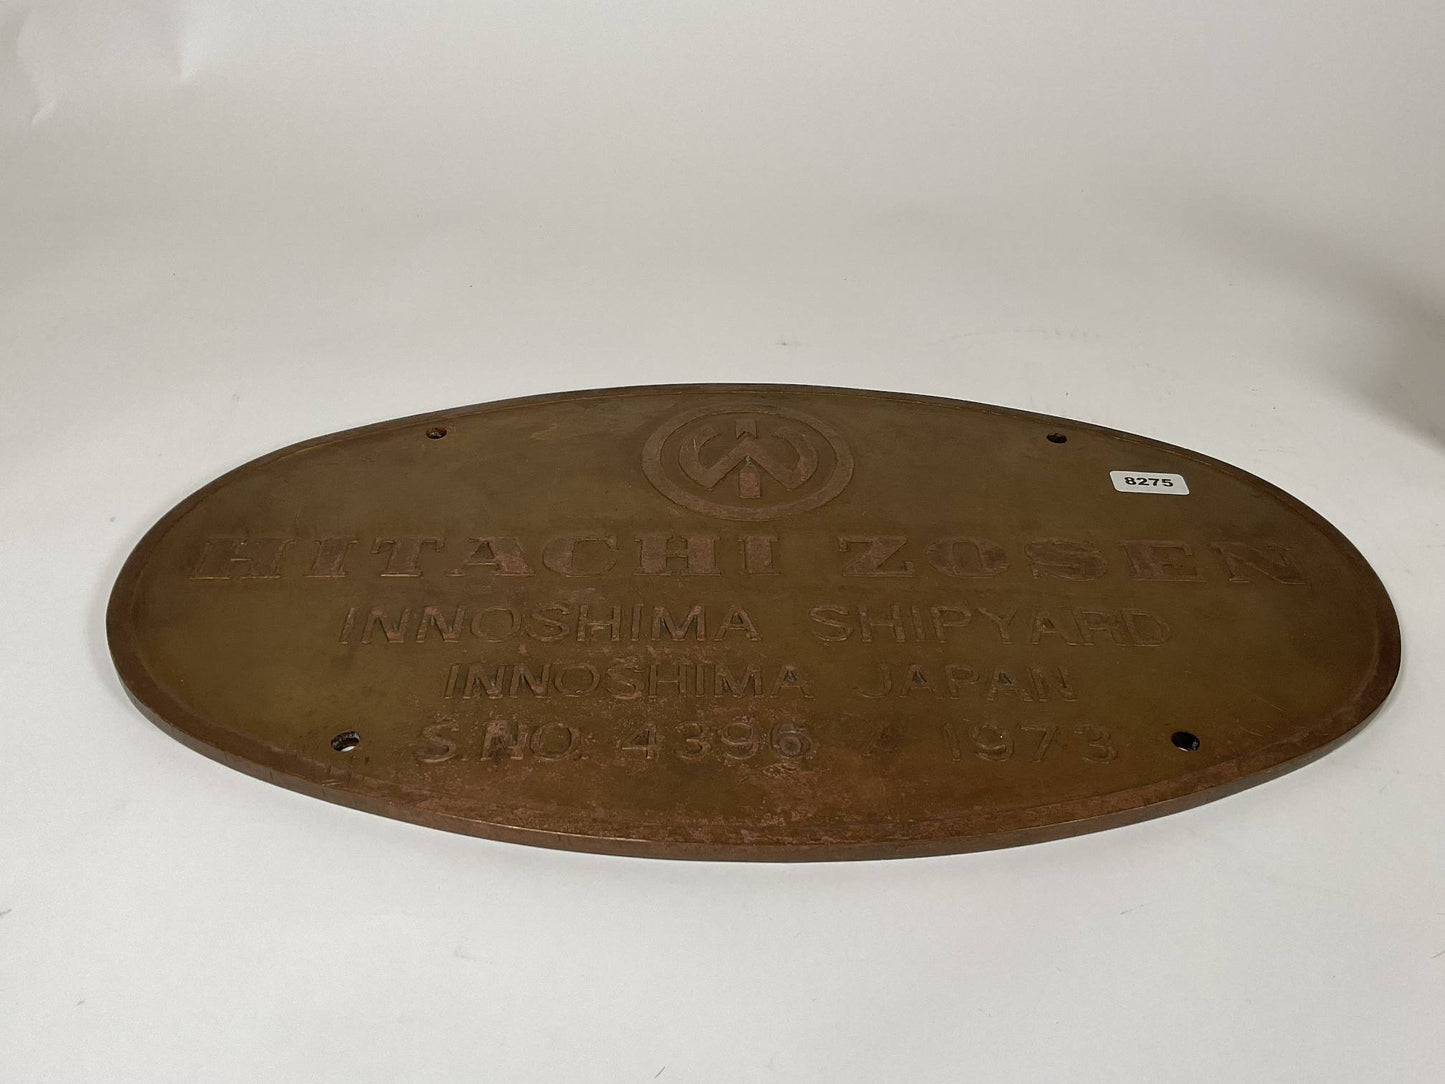 8275
HITACHI ZOSEN
INNOSHIMA SHIPYARD
INNOSHIMA JAPAN
S.NO. 4396 / 1973